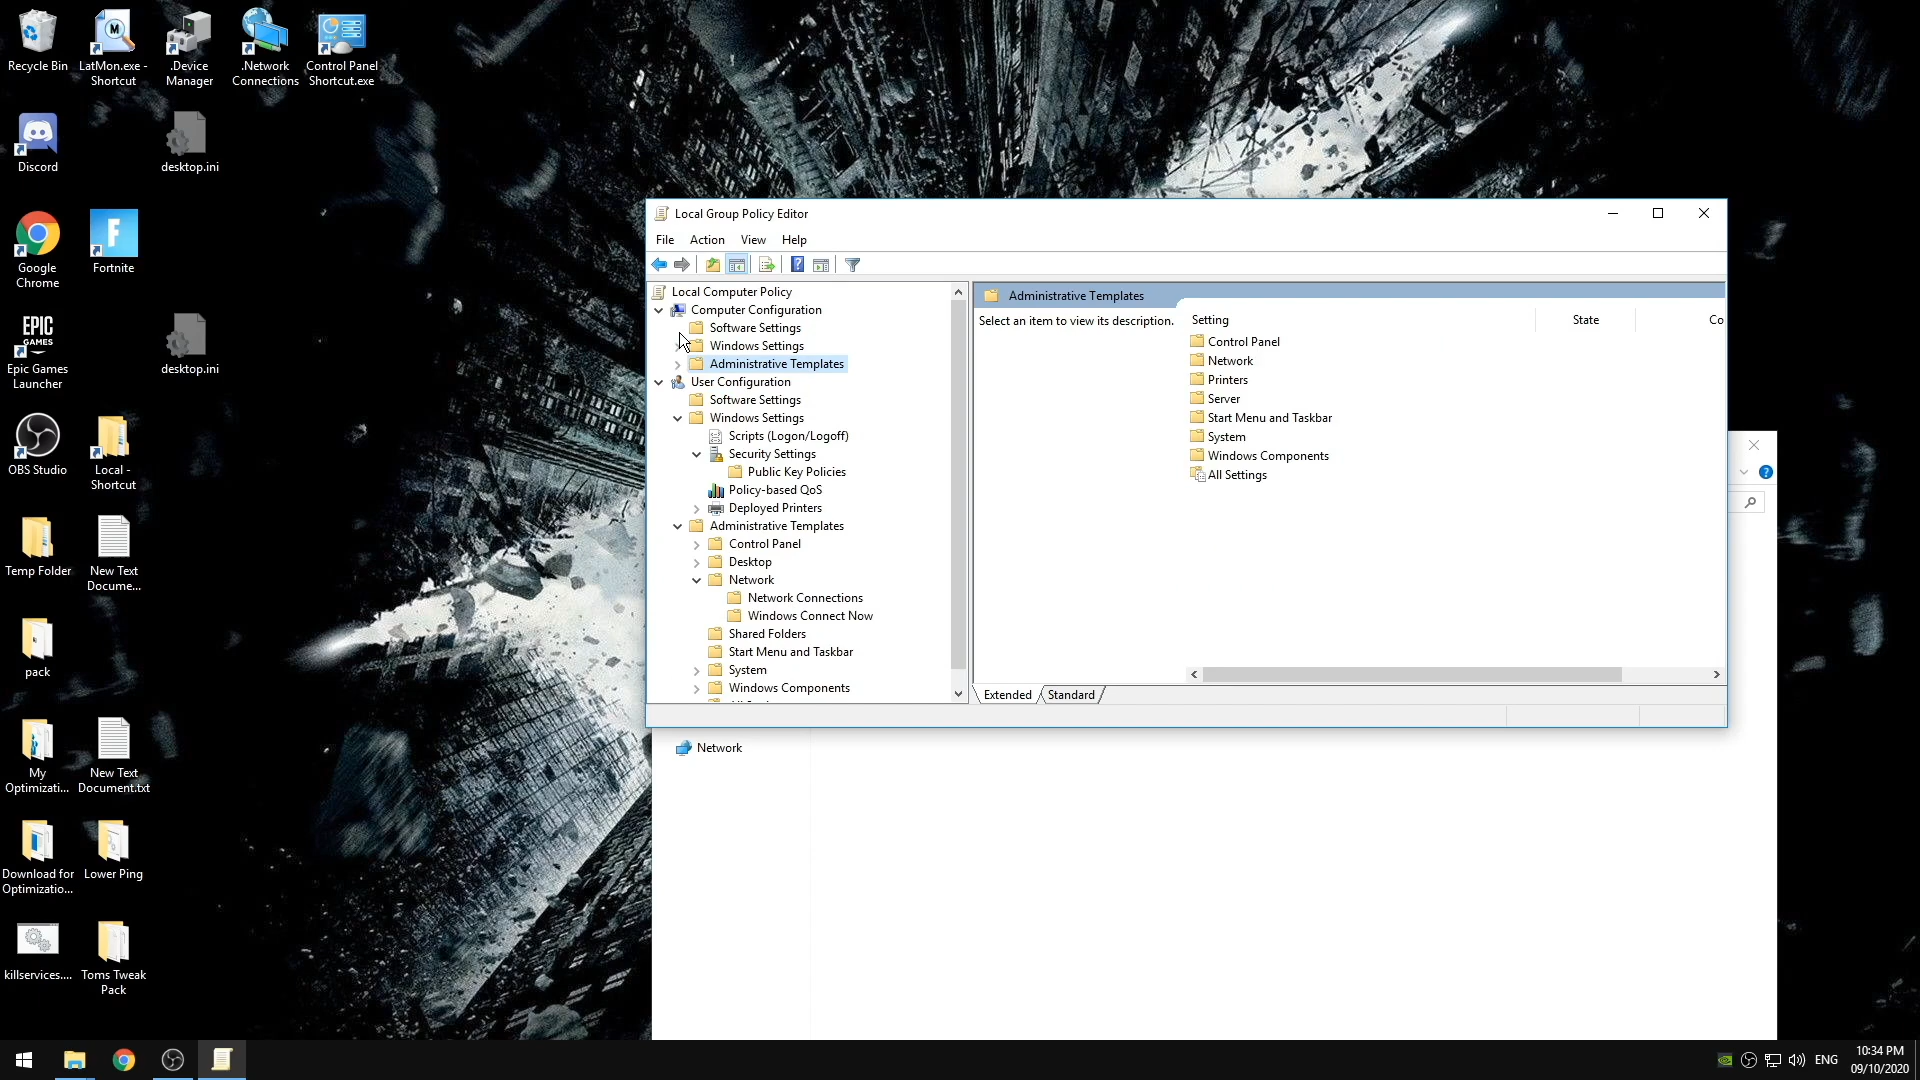 Recycle Bin
LatMon.exe -
Shortcut
.Device
Manager
.Network
Connections
Control Panel
Shortcut.exe
Discord
desktop.ini
Google
Chrome
F
Fortnite
EPIC
GAMES
Epic Games
Launcher
desktop.ini
OBS Studio
Local -
Shortcut
Temp Folder
New Text
Docume...
pack
My
Optimizati...
New Text
Document.txt
Download for
Optimizatio...
Lower Ping
killservices....
Toms Tweak
Pack
Local Group Policy Editor
File Action View Help
Local Computer Policy
Computer Configuration
Software Settings
Windows Settings
Administrative Templates
User Configuration
Software Settings
Windows Settings
Scripts (Logon/Logoff)
Security Settings
Public Key Policies
Policy-based QoS
Deployed Printers
Administrative Templates
Control Panel
Desktop
Network
Network Connections
Windows Connect Now
Shared Folders
Start Menu and Taskbar
System
Windows Components
Administrative Templates
Select an item to view its description.
Setting State Co
Control Panel
Network
Printers
Server
Start Menu and Taskbar
System
Windows Components
All Settings
Extended Standard
Network
ENG
10:34 PM
09/10/2020